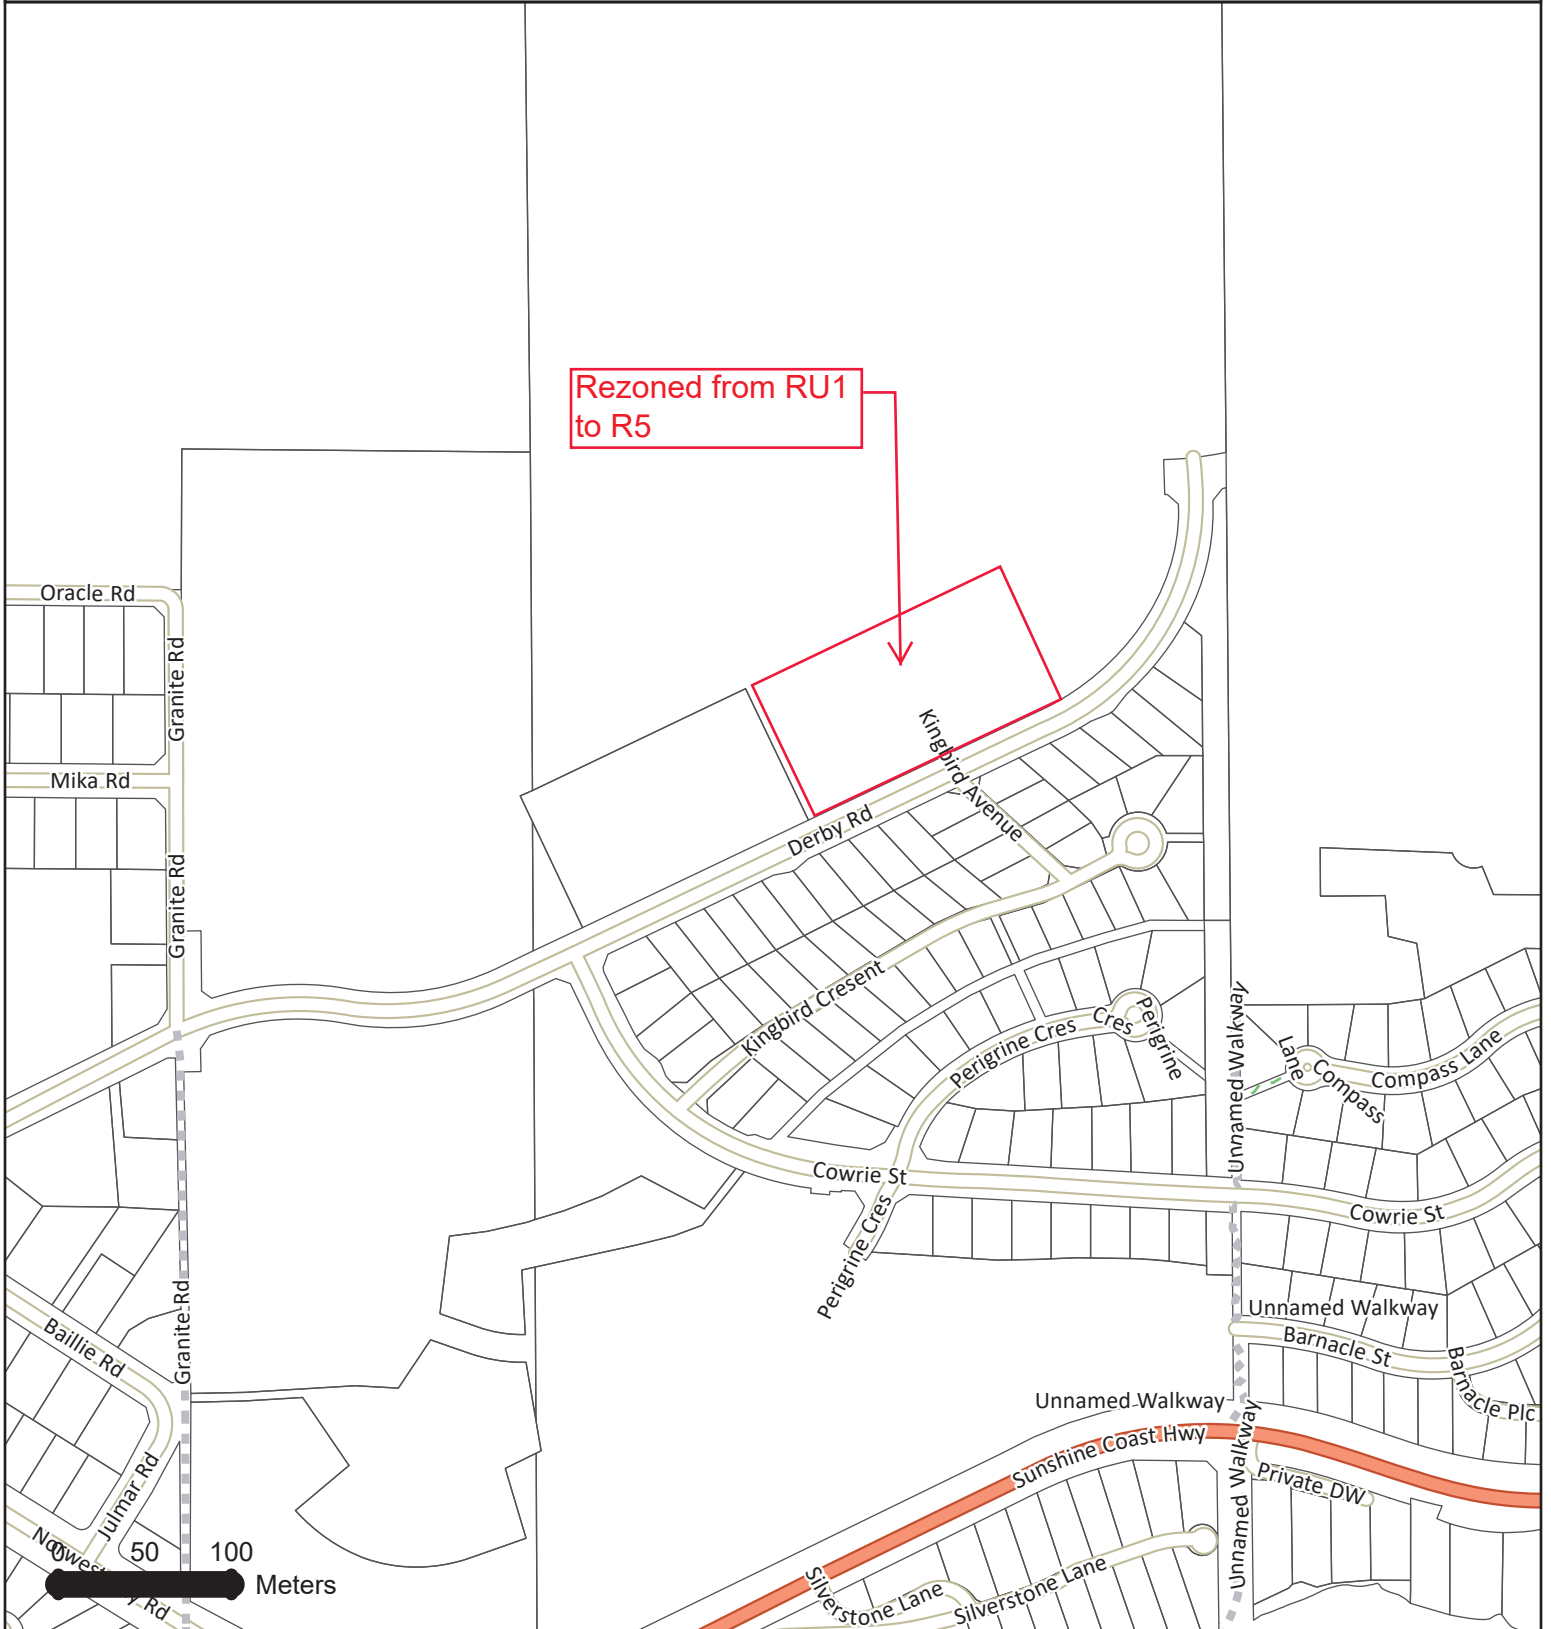 Rezoned from RU1
to R5
Oracle Rd
Granite Rd
Mika Rd
Kingbird Avenue
Derby Rd
Granite Rd
Kingbird Cresent
Perigrine Cres
Cres
Perigrine
Unnamed Walkway
Lane
Compass
Compass Lane
Cowrie St
Cowrie St
Perigrine Cres
Granite Rd
Baillie Rd
Unnamed Walkway
Barnacle St
Barnacle Plc
Unnamed Walkway
Sunshine Coast Hwy
Unnamed Walkway
Private DW
Julmar Rd
Silverstone Lane
Silverstone Lane
0 50 100
Meters